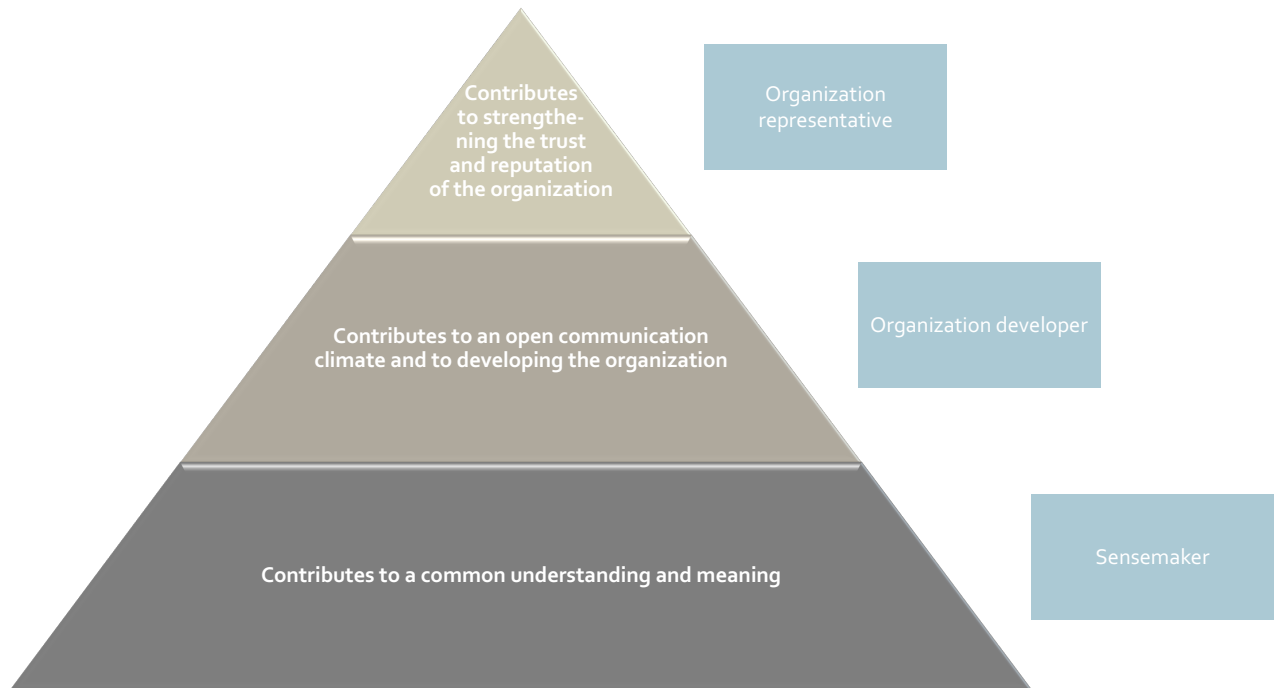 Contributes
to strengthe-
ning the trust
and reputation
of the organization
Organization
representative
Contributes to an open communication
climate and to developing the organization
Organization developer
Contributes to a common understanding and meaning
Sensemaker